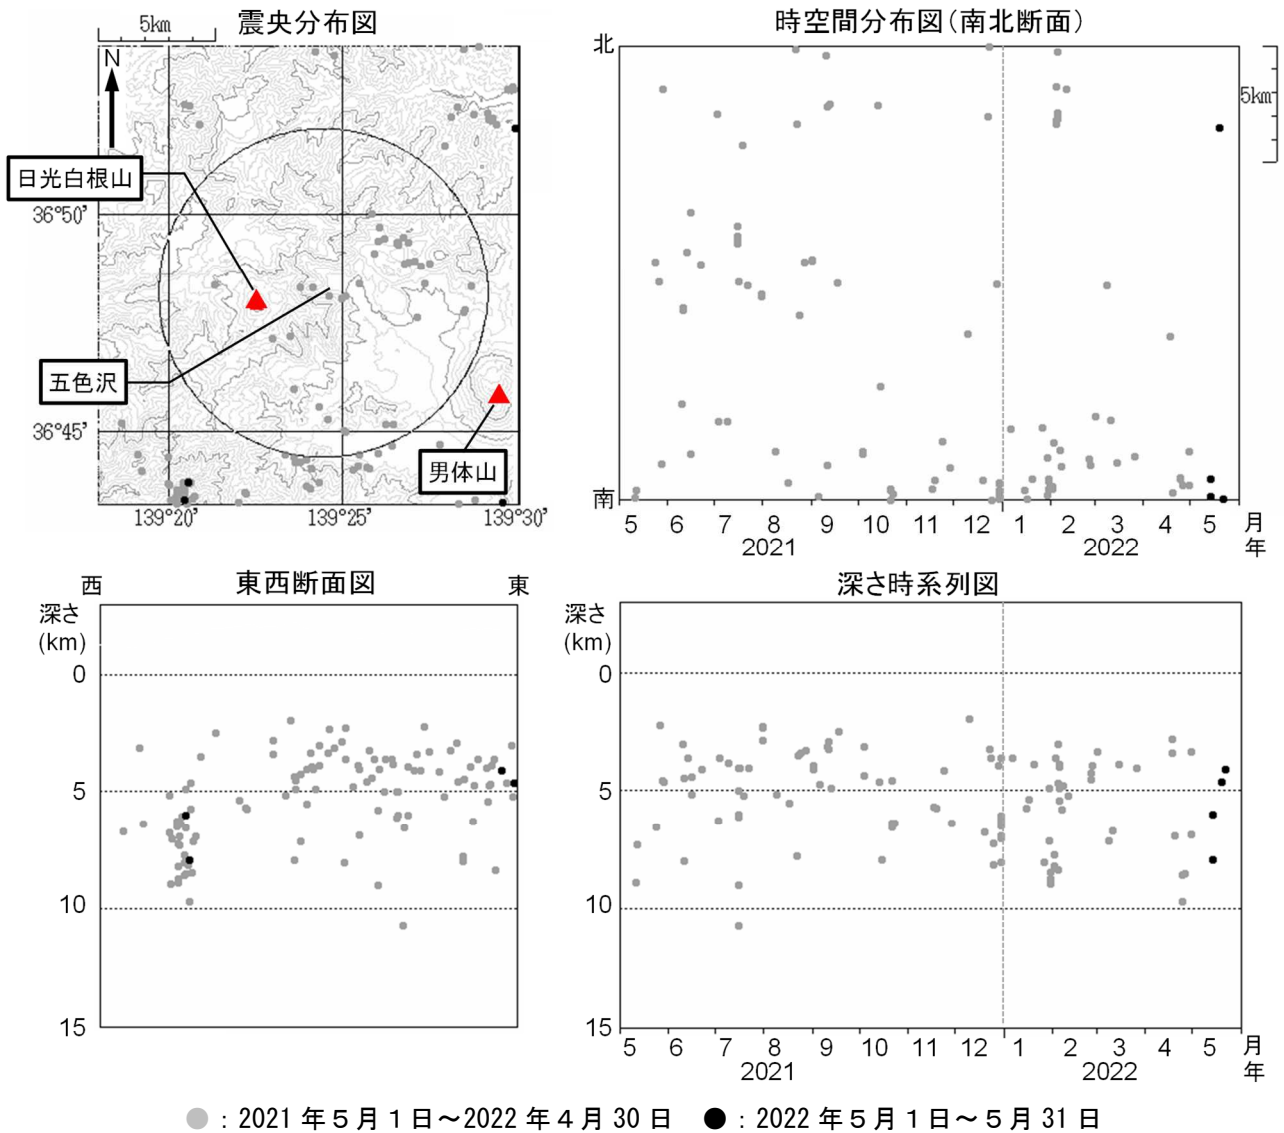 震央分布図
5km
N
日光白根山
36°50'
五色沢
36°45'
男体山
139°20'
139°25'
139°30'
時空間分布図(南北断面)
北
5km
南
5 6 7 8 9 10 11 12 1 2 3 4 5 月
2021 2022 年
東西断面図
西 東
深さ
(km)
0
5
10
15
深さ時系列図
深さ
(km)
0
5
10
15
5 6 7 8 9 10 11 12 1 2 3 4 5 月
2021 2022 年
●:2021年5月1日~2022年4月30日 ●:2022年5月1日~5月31日